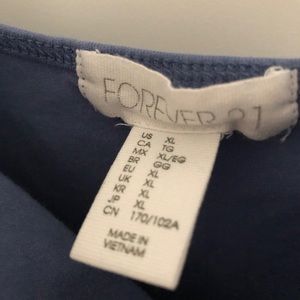 FOREVER 21
US XL
CA TG
MX XL/EG
BR GG
EU XL
UK XL
KR XL
JP XL
CN 170/102A
MADE IN
VIETNAM